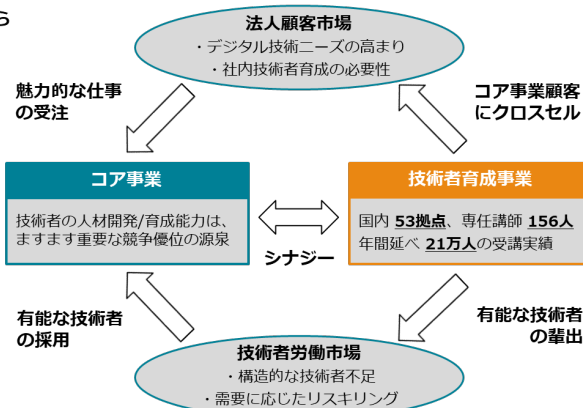 ら
法人顧客市場
・デジタル技術ニーズの高まり
・社内技術者育成の必要性
魅力的な仕事
の受注
コア事業顧客
にクロスセル
コア事業
技術者の人材開発/育成能力は、
ますます重要な競争優位の源泉
シナジー
技術者育成事業
国内 53拠点、専任講師 156人
年間延べ 21万人の受講実績
有能な技術者
の採用
有能な技術者
の輩出
技術者労働市場
・構造的な技術者不足
・需要に応じたリスキリング